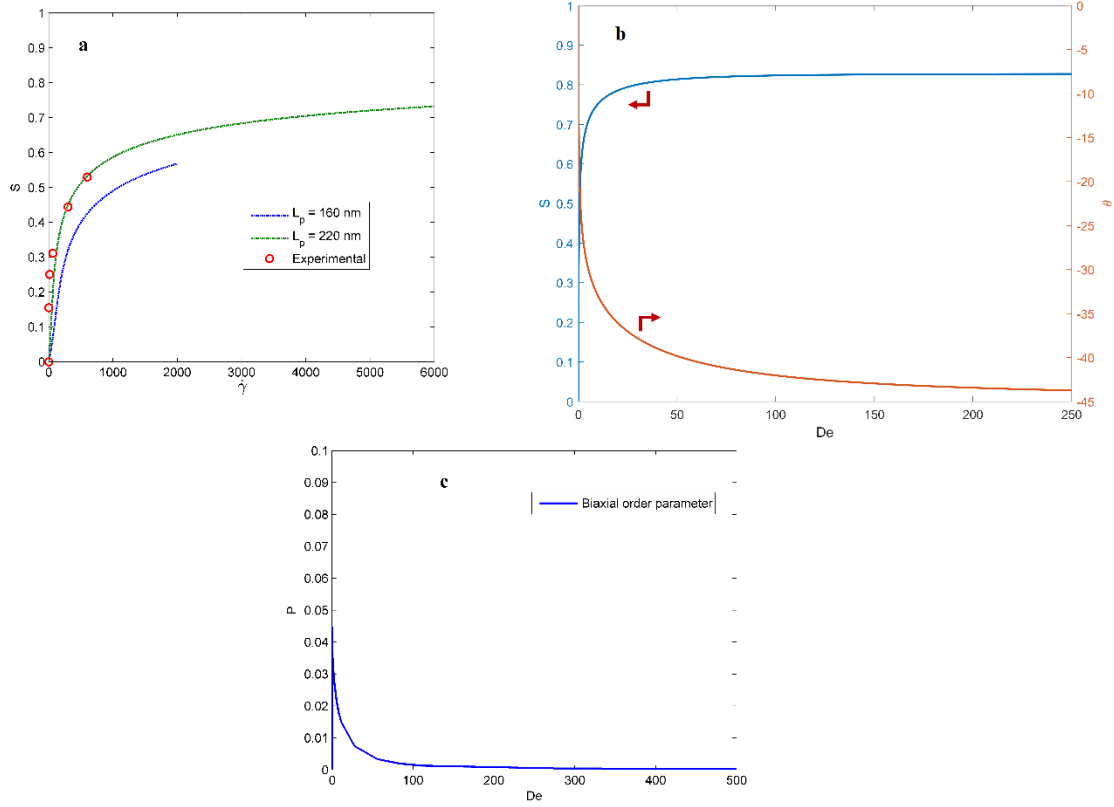 a
1
0.9
0.8
0.7
0.6
0.5
0.4
0.3
0.2
0.1
0
S
0 1000 2000 3000 4000 5000 6000
γ̇
L_p = 160 nm
L_p = 220 nm
Experimental
b
1
0.9
0.8
0.7
0.6
0.5
0.4
0.3
0.2
0.1
0
S
0
-5
-10
-15
-20
-25
-30
-35
-40
-45
θ
0 50 100 150 200 250
De
c
0.1
0.09
0.08
0.07
0.06
0.05
0.04
0.03
0.02
0.01
0
P
Biaxial order parameter
0 100 200 300 400 500
De